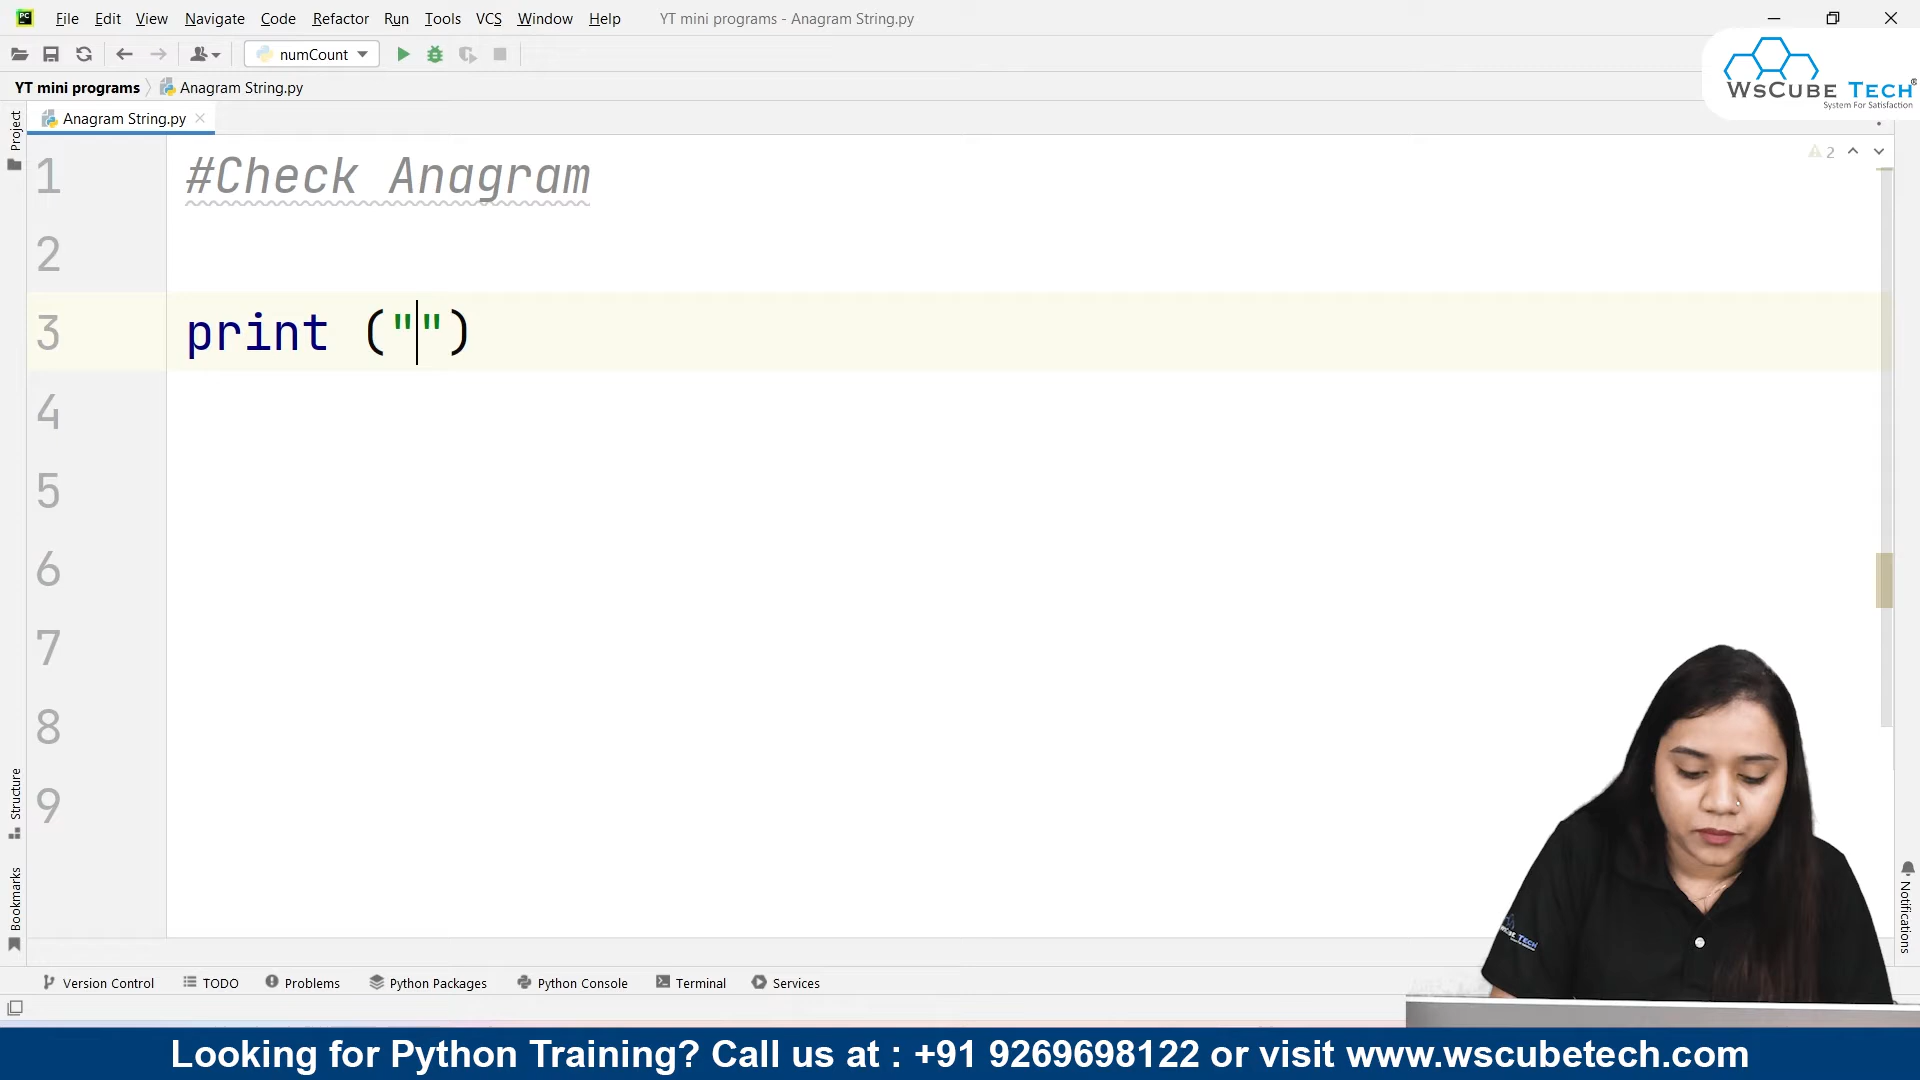 File Edit View Navigate Code Refactor Run Tools VCS Window Help YT mini programs - Anagram String.py
numCount
WsCube Tech®
System For Satisfaction
YT mini programs Anagram String.py
Anagram String.py
Project
2
1 #Check Anagram
2
3 print ("")
4
5
6
7
8
9
Structure
Bookmarks
Notifications
Version Control TODO Problems Python Packages Python Console Terminal Services
Looking for Python Training? Call us at : +91 9269698122 or visit www.wscubetech.com